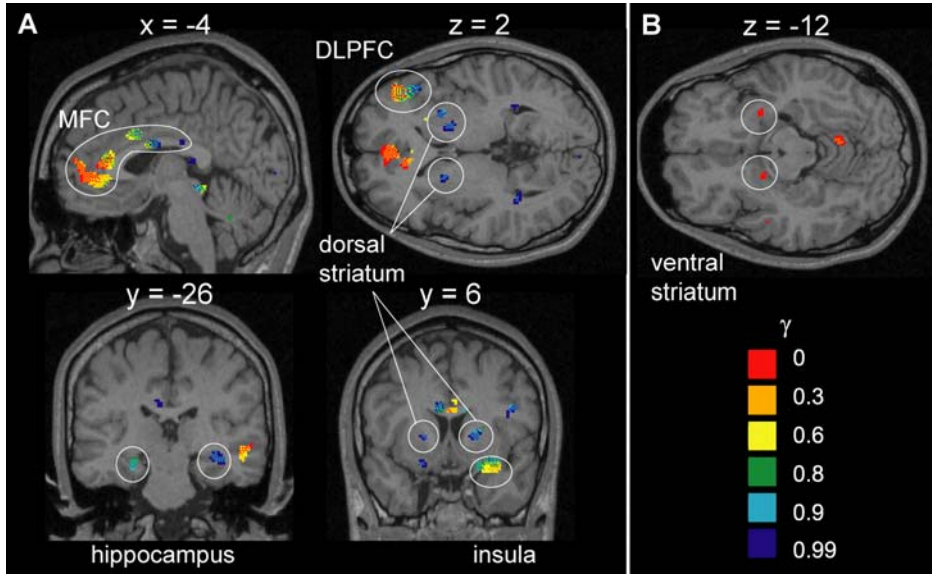 A
x = -4
z = 2
B
z = -12
DLPFC
MFC
dorsal
striatum
ventral
striatum
y = -26
y = 6
γ
0
0.3
0.6
0.8
0.9
0.99
hippocampus
insula